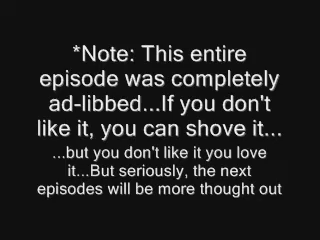 *Note: This entire
episode was completely
ad-libbed...If you don't
like it, you can shove it...
...but you don't like it you love
it...But seriously, the next
episodes will be more thought out